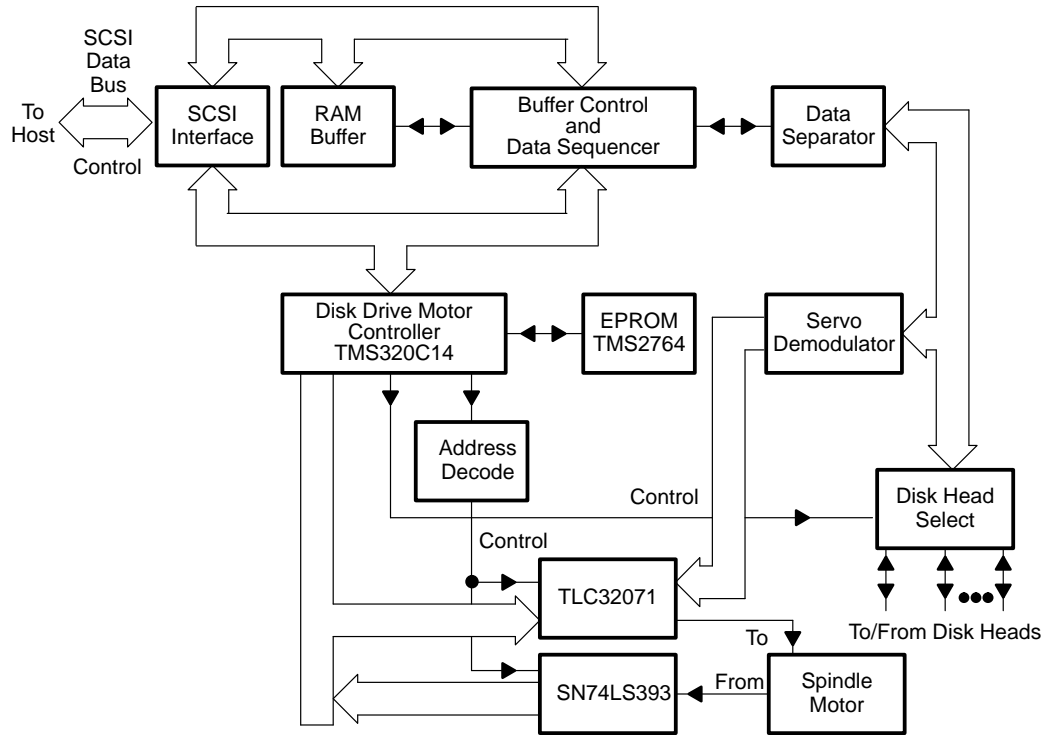 SCSI
Data
Bus
To
Host
Control
SCSI
Interface
RAM
Buffer
Buffer Control
and
Data Sequencer
Data
Separator
Disk Drive Motor
Controller
TMS320C14
EPROM
TMS2764
Servo
Demodulator
Address
Decode
Control
Disk Head
Select
Control
TLC32071
To
To/From Disk Heads
SN74LS393
From
Spindle
Motor